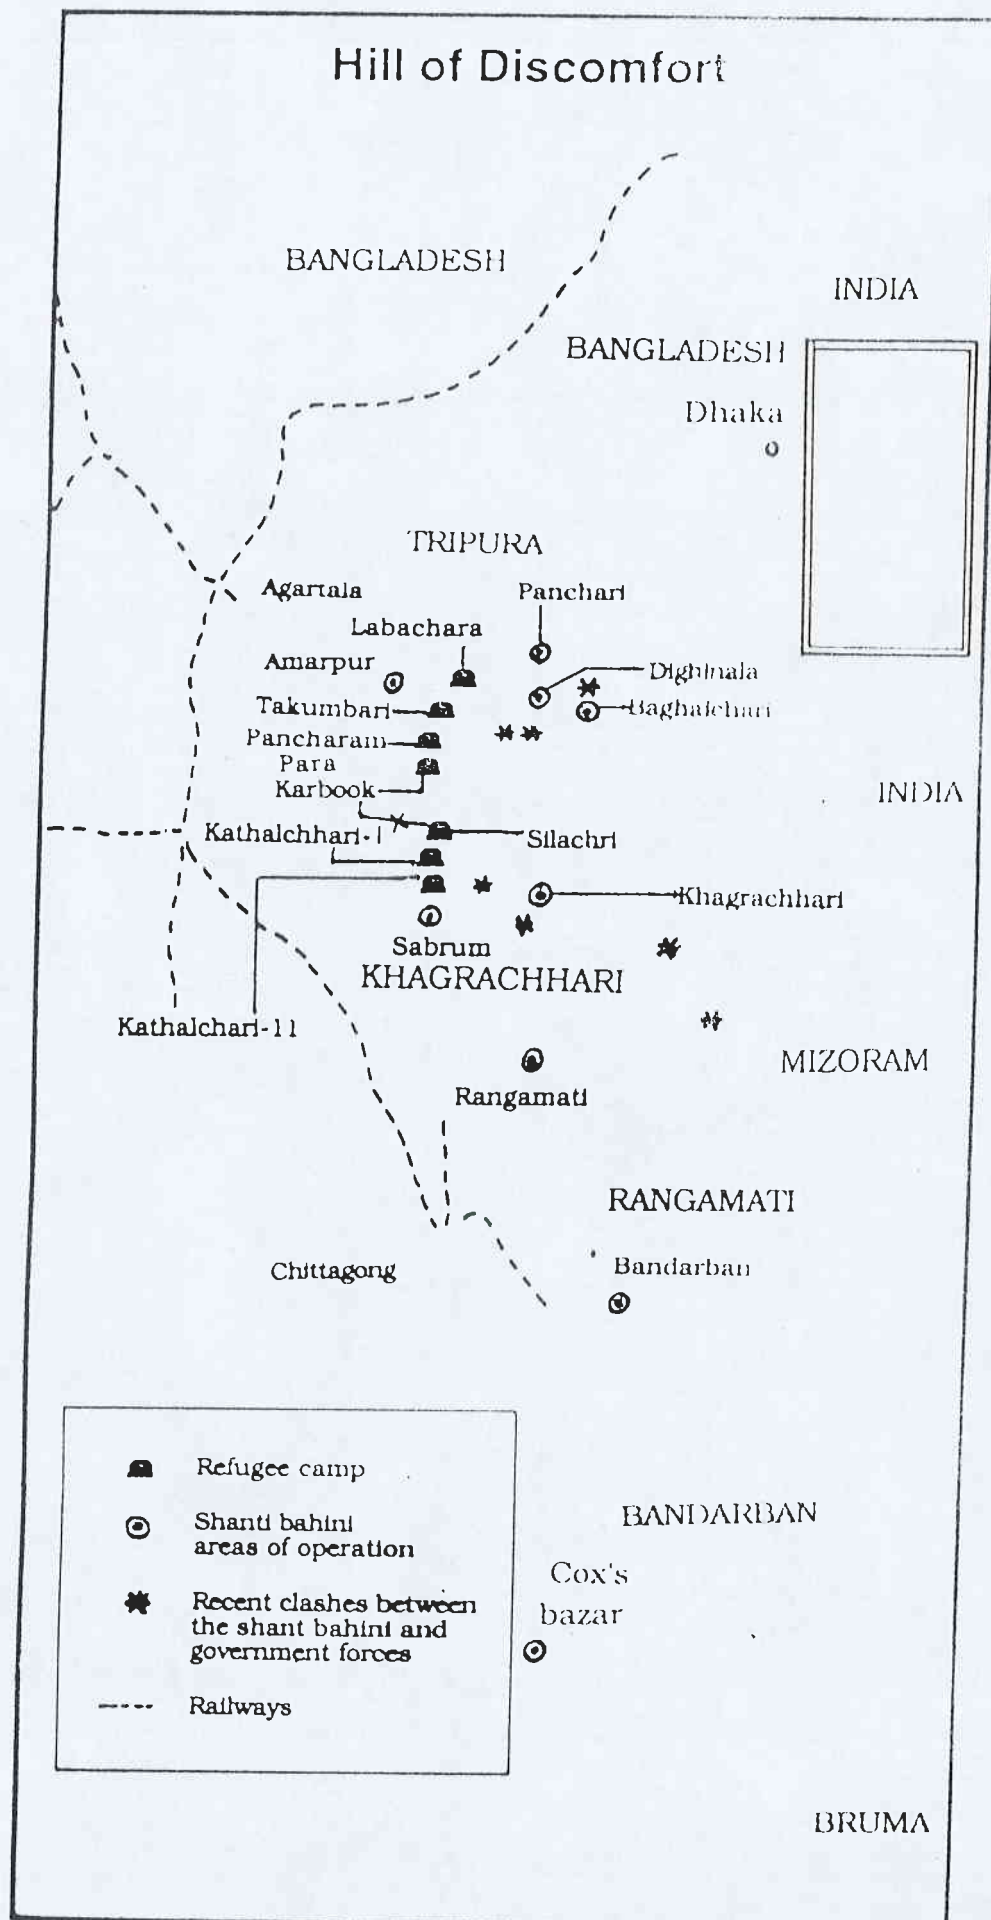 Hill of Discomfort
BANGLADESH
INDIA
BANGLADESH
Dhaka
TRIPURA
Agartala
Panchari
Labachara
Amarpur
Dighinala
Takumbari
Baghaichari
Pancharam
Para
Karbook
INDIA
Kathalchhari-1
Silachri
Khagrachhari
Sabrum
KHAGRACHHARI
Kathalchari-11
MIZORAM
Rangamati
RANGAMATI
Chittagong
Bandarban
Refugee camp
Shanti bahini
areas of operation
Recent clashes between
the shant bahini and
government forces
Railways
BANDARBAN
Cox's
bazar
BRUMA